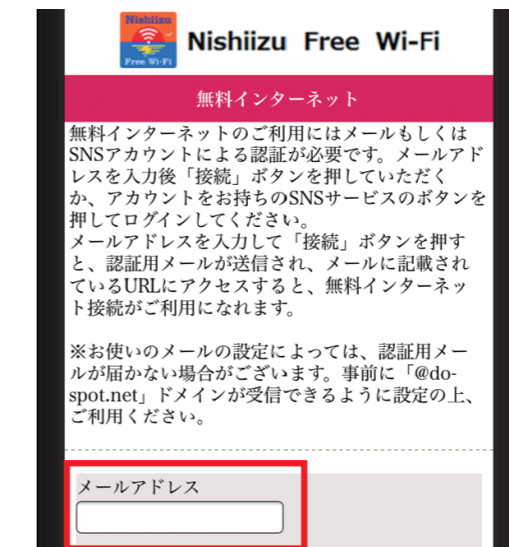 Nishiizu
Free Wi-Fi
Nishiizu Free Wi-Fi
無料インターネット
無料インターネットのご利用にはメールもしくは
SNSアカウントによる認証が必要です。メールアド
レスを入力後「接続」ボタンを押していただく
か、アカウントをお持ちのSNSサービスのボタンを
押してログインしてください。
メールアドレスを入力して「接続」ボタンを押す
と、認証用メールが送信され、メールに記載され
ているURLにアクセスすると、無料インターネッ
ト接続がご利用になれます。
※お使いのメールの設定によっては、認証用メー
ルが届かない場合がございます。事前に「@do-
spot.net」ドメインが受信できるように設定の上、
ご利用ください。
メールアドレス